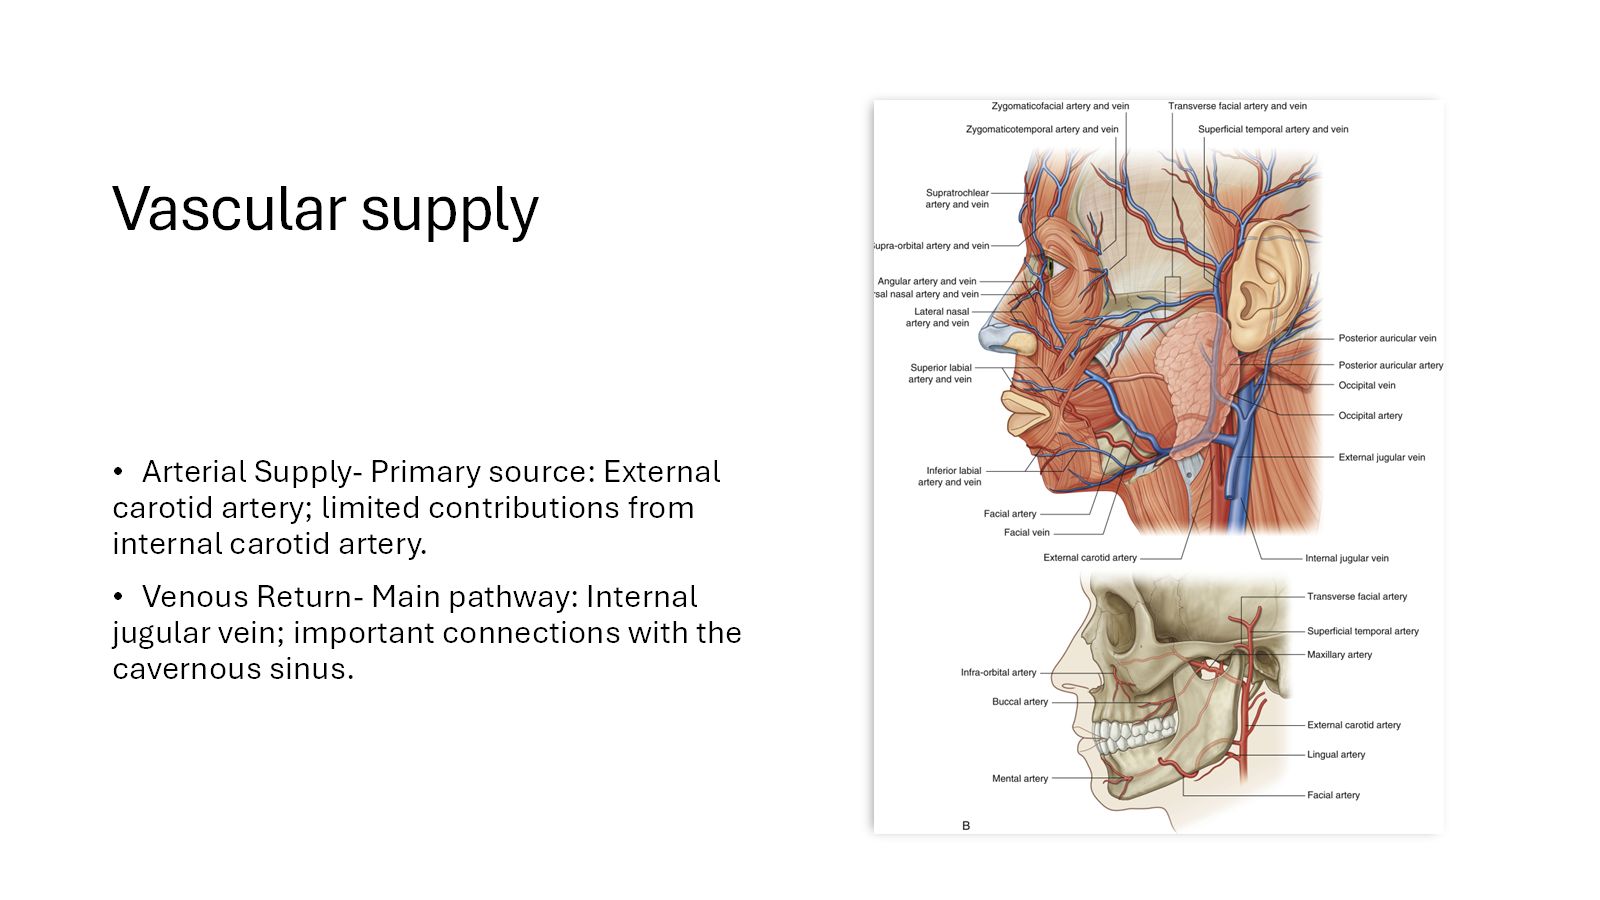 Vascular supply
• Arterial Supply- Primary source: External
carotid artery; limited contributions from
internal carotid artery.
• Venous Return- Main pathway: Internal
jugular vein; important connections with the
cavernous sinus.
Zygomaticofacial artery and vein
Transverse facial artery and vein
Zygomaticotemporal artery and vein
Superficial temporal artery and vein
Supratrochlear
artery and vein
Supra-orbital artery and vein
Angular artery and vein
rsal nasal artery and vein
Lateral nasal
artery and vein
Superior labial
artery and vein
Inferior labial
artery and vein
Facial artery
Facial vein
External carotid artery
Posterior auricular vein
Posterior auricular artery
Occipital vein
Occipital artery
External jugular vein
Internal jugular vein
Transverse facial artery
Superficial temporal artery
Maxillary artery
Infra-orbital artery
Buccal artery
External carotid artery
Lingual artery
Mental artery
Facial artery
B